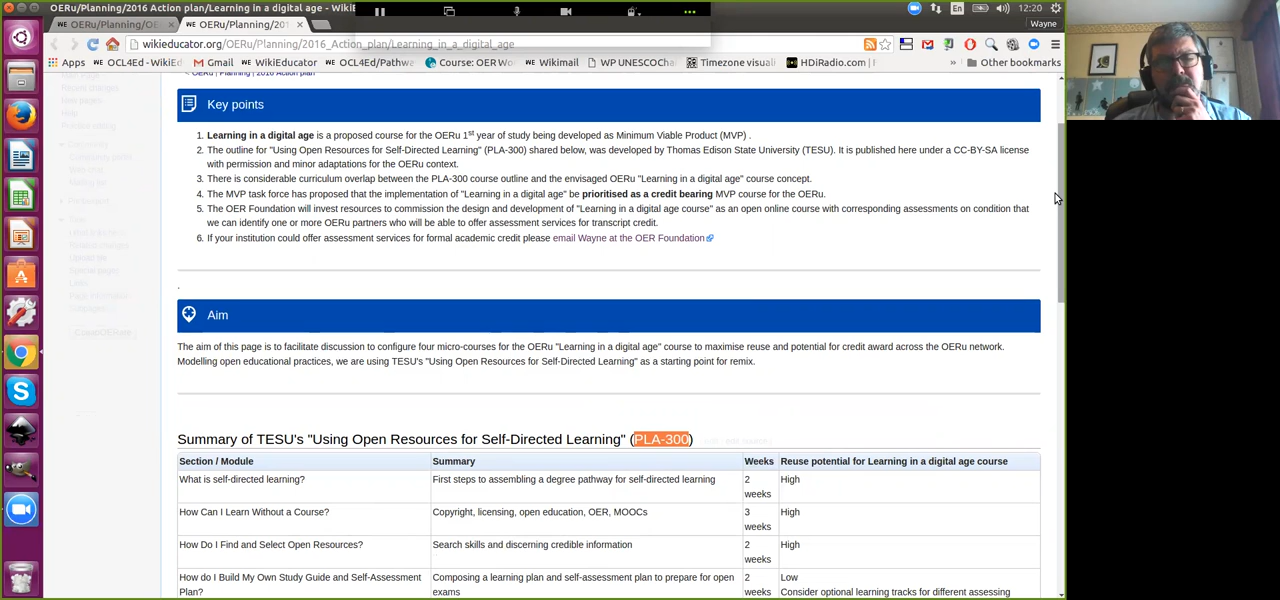 OERu/Planning/2016 Action plan/Learning in a digital age - WikiE
En
12:20
OERu/Planning/OE
OERu/Planning/201
Wayne
wikieducator.org/OERu/Planning/2016_Action_plan/Learning_in_a_digital_age
Apps OCL4Ed - WikiEd Gmail WikiEducator OCL4Ed/Pathw Course: OER Wo Wikimail WP UNESCOChai Timezone visuali HDiRadio.com | F » Other bookmarks
< OERu | Planning | 2016 Action plan
Key points
1. Learning in a digital age is a proposed course for the OERu 1st year of study being developed as Minimum Viable Product (MVP) .
2. The outline for "Using Open Resources for Self-Directed Learning" (PLA-300) shared below, was developed by Thomas Edison State University (TESU). It is published here under a CC-BY-SA license
with permission and minor adaptations for the OERu context.
3. There is considerable curriculum overlap between the PLA-300 course outline and the envisaged OERu "Learning in a digital age" course concept.
4. The MVP task force has proposed that the implementation of "Learning in a digital age" be prioritised as a credit bearing MVP course for the OERu.
5. The OER Foundation will invest resources to commission the design and development of "Learning in a digital age course" as an open online course with corresponding assessments on condition that
we can identify one or more OERu partners who will be able to offer assessment services for transcript credit.
6. If your institution could offer assessment services for formal academic credit please email Wayne at the OER Foundation
.
Aim
The aim of this page is to facilitate discussion to configure four micro-courses for the OERu "Learning in a digital age" course to maximise reuse and potential for credit award across the OERu network.
Modelling open educational practices, we are using TESU's "Using Open Resources for Self-Directed Learning" as a starting point for remix.
Summary of TESU's "Using Open Resources for Self-Directed Learning" (PLA-300)
Section / Module Summary Weeks Reuse potential for Learning in a digital age course
What is self-directed learning? First steps to assembling a degree pathway for self-directed learning 2 High
weeks
How Can I Learn Without a Course? Copyright, licensing, open education, OER, MOOCs 3 High
weeks
How Do I Find and Select Open Resources? Search skills and discerning credible information 2 High
weeks
How do I Build My Own Study Guide and Self-Assessment Composing a learning plan and self-assessment plan to prepare for open 2 Low
Plan? exams weeks Consider optional learning tracks for different assessing